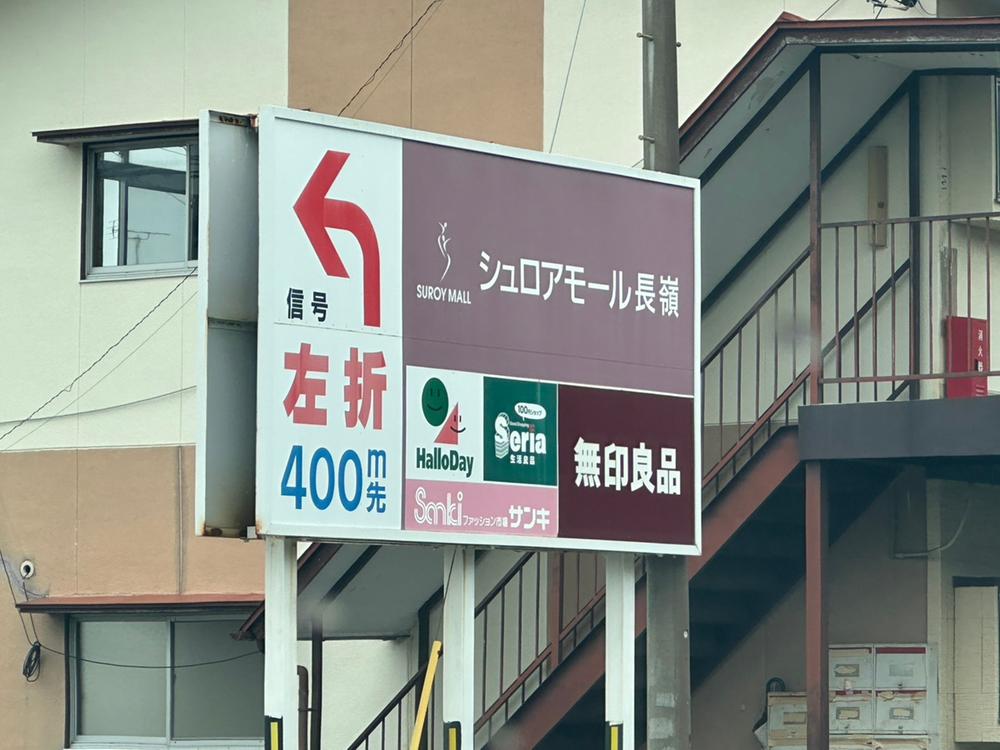 信号
左折
400m先
SUROY MALL
シュロアモール長嶺
HalloDay
100円ショップ
Seria
生活良品
Sanki ファッション市場 サンキ
無印良品
消火